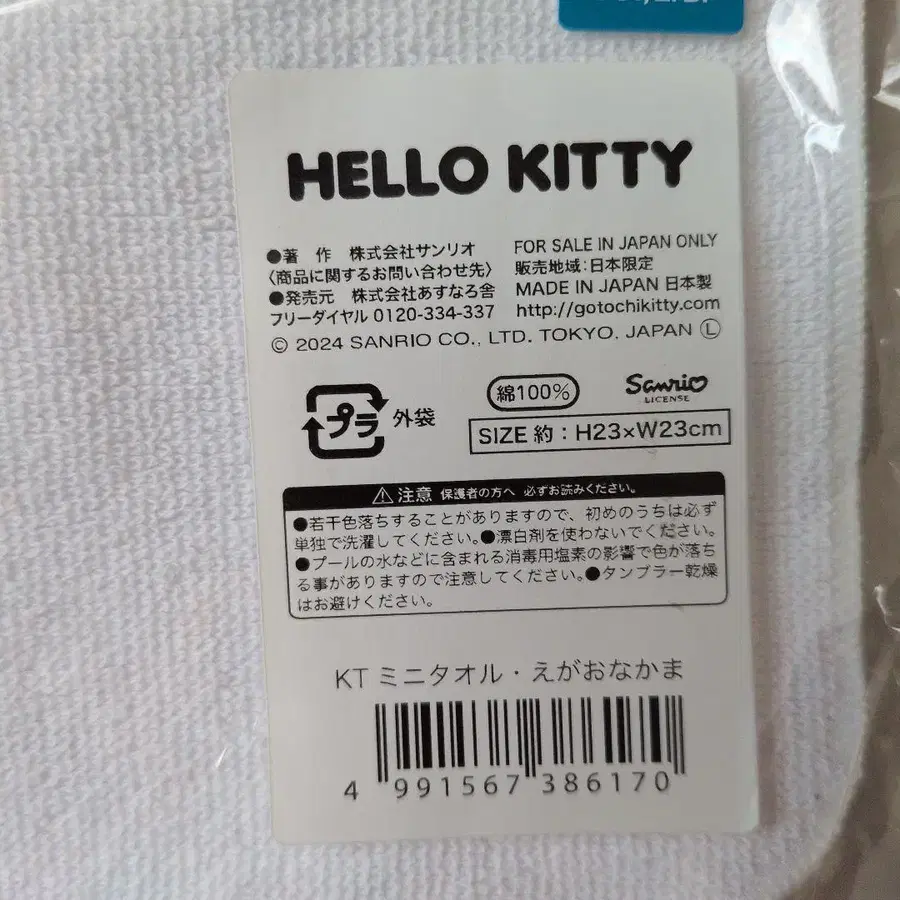 HELLO KITTY
●著　作　株式会社サンリオ
〈商品に関するお問い合わせ先〉
●発売元　株式会社あすなろ舎
フリーダイヤル 0120-334-337
FOR SALE IN JAPAN ONLY
販売地域：日本限定
MADE IN JAPAN 日本製
http://gotochikitty.com
© 2024 SANRIO CO., LTD. TOKYO, JAPAN Ⓛ
プラ 外袋
綿100%
Sanrio
LICENSE
SIZE 約：H23×W23cm
⚠注意 保護者の方へ 必ずお読みください。
●若干色落ちすることがありますので、初めのうちは必ず
単独で洗濯してください。●漂白剤を使わないでください。
●プールの水などに含まれる消毒用塩素の影響で色が落ち
る事がありますので注意してください。●タンブラー乾燥
はお避けください。
KT ミニタオル・えがおなかま
4 991567 386170